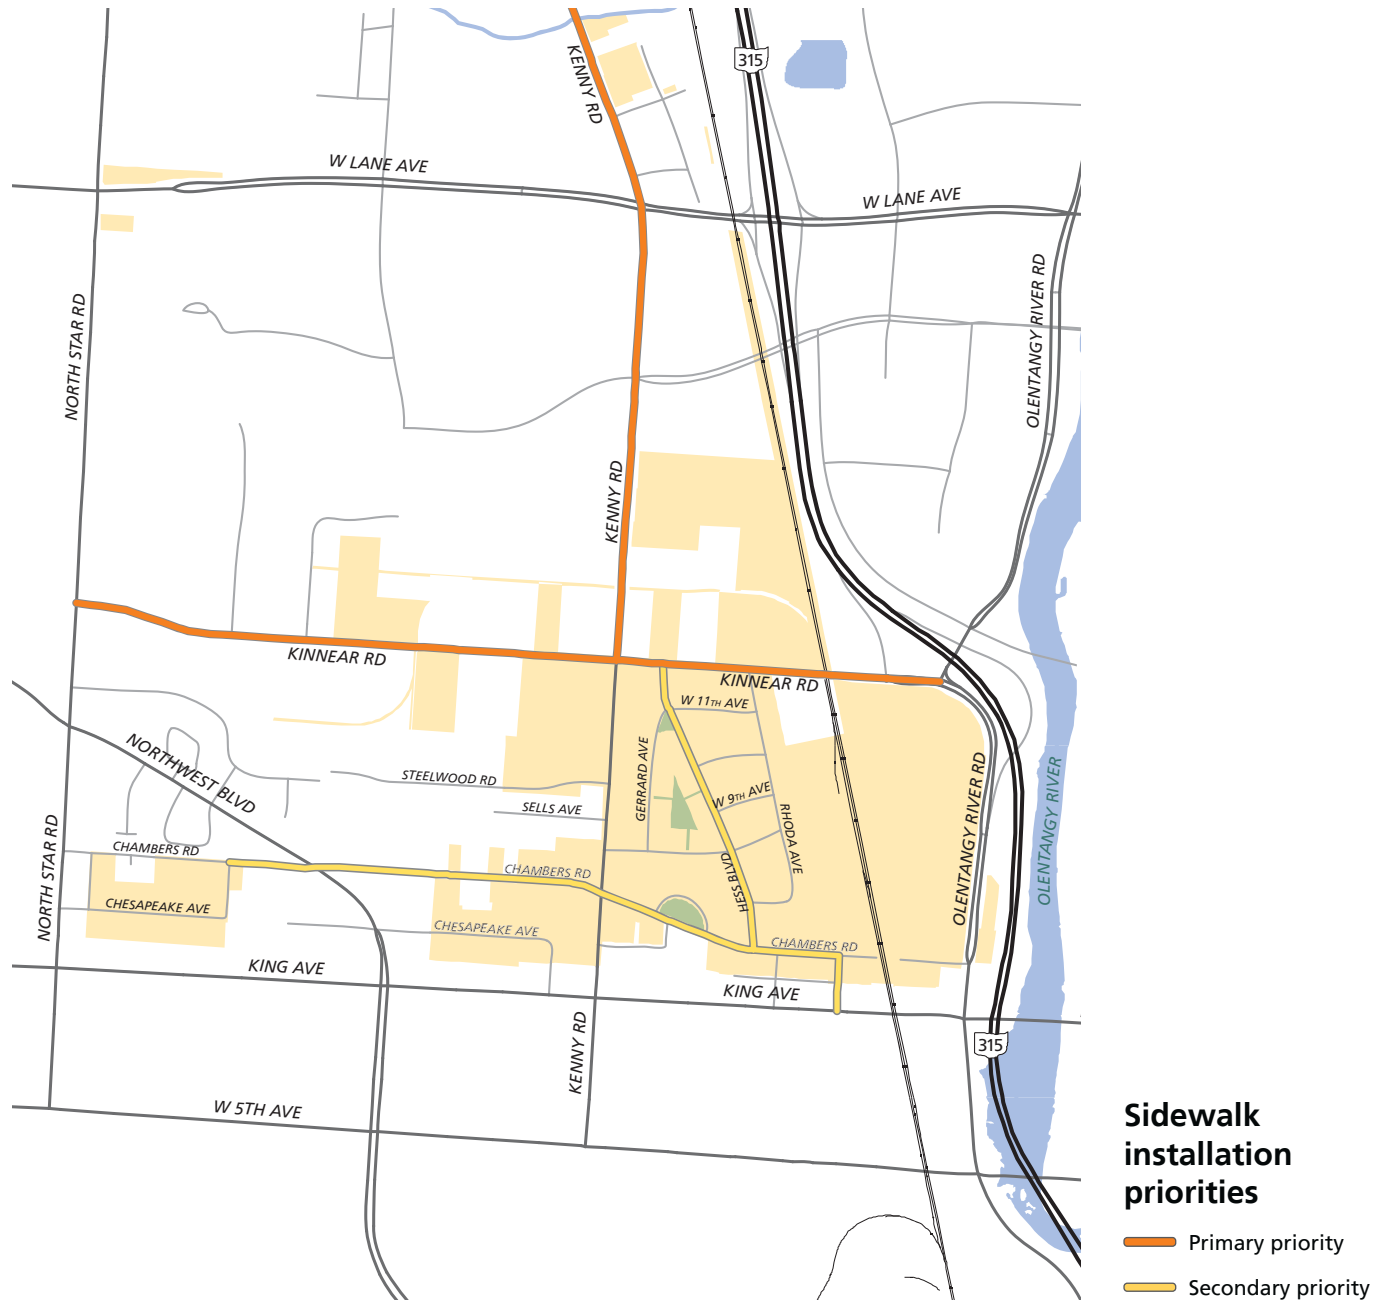 KENNY RD
315
W LANE AVE
W LANE AVE
OLENTANGY RIVER RD
NORTH STAR RD
KENNY RD
KINNEAR RD
KINNEAR RD
W 11TH AVE
NORTHWEST BLVD
GERRARD AVE
STEELWOOD RD
SELLS AVE
W 9TH AVE
RHODA AVE
OLENTANGY RIVER RD
OLENTANGY RIVER
NORTH STAR RD
CHAMBERS RD
CHAMBERS RD
HESS BLVD
CHESAPEAKE AVE
CHESAPEAKE AVE
CHAMBERS RD
KING AVE
KING AVE
315
KENNY RD
W 5TH AVE
Sidewalk
installation
priorities
Primary priority
Secondary priority